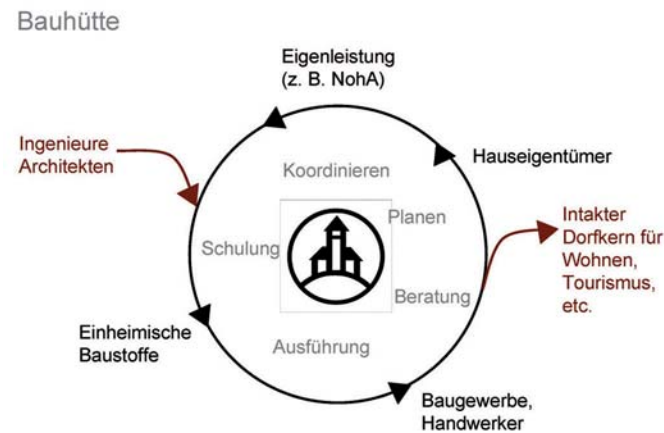 Bauhütte
Eigenleistung
(z. B. NohA)
Ingenieure
Architekten
Koordinieren
Hauseigentümer
Planen
Intakter
Dorfkern für
Wohnen,
Tourismus,
etc.
Schulung
Beratung
Einheimische
Baustoffe
Ausführung
Baugewerbe,
Handwerker